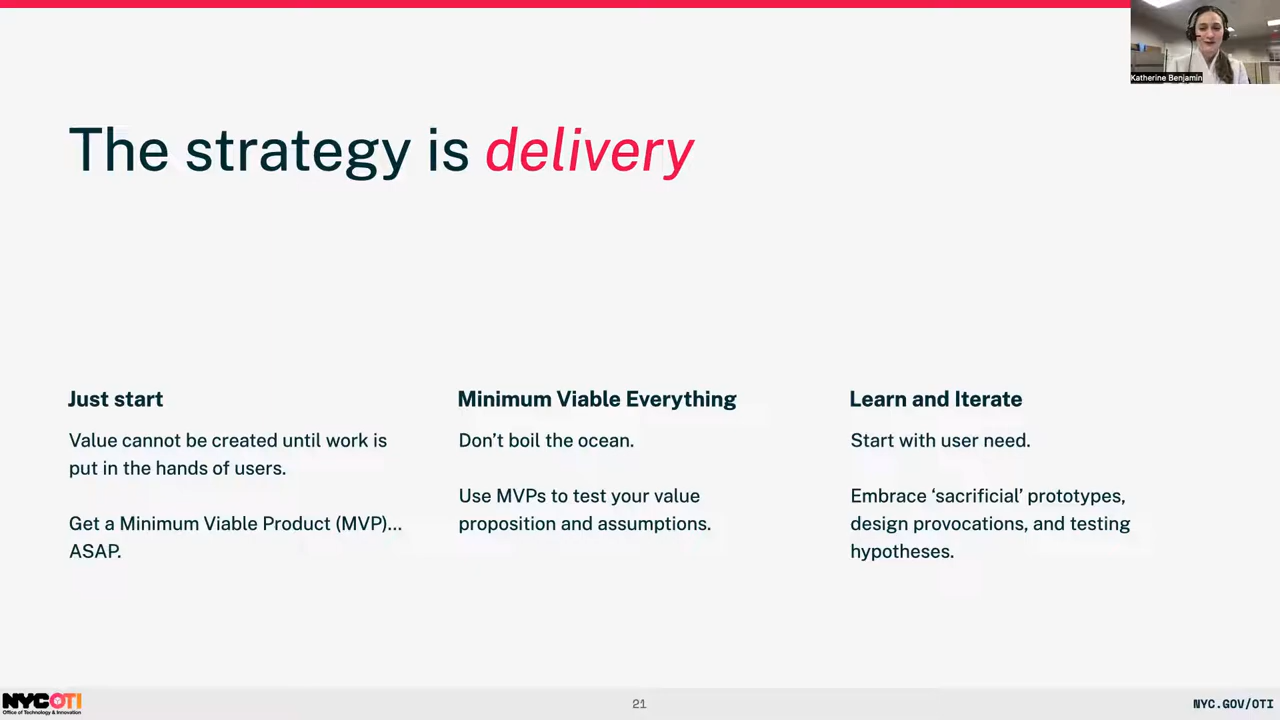 Katherine Benjamin
The strategy is delivery
Just start
Value cannot be created until work is
put in the hands of users.
Get a Minimum Viable Product (MVP)...
ASAP.
Minimum Viable Everything
Don’t boil the ocean.
Use MVPs to test your value
proposition and assumptions.
Learn and Iterate
Start with user need.
Embrace ‘sacrificial’ prototypes,
design provocations, and testing
hypotheses.
NYCOTI
Office of Technology & Innovation
21
NYC.GOV/OTI